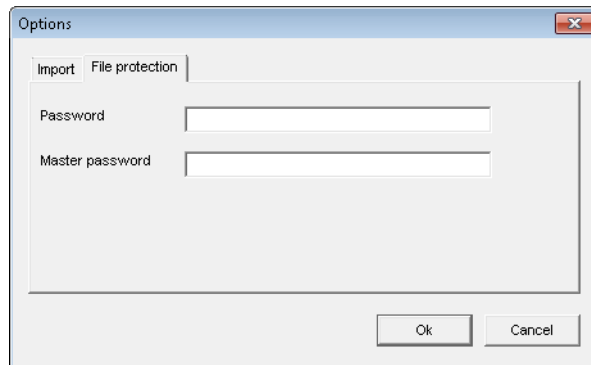 Options
Import File protection
Password
Master password
Ok Cancel